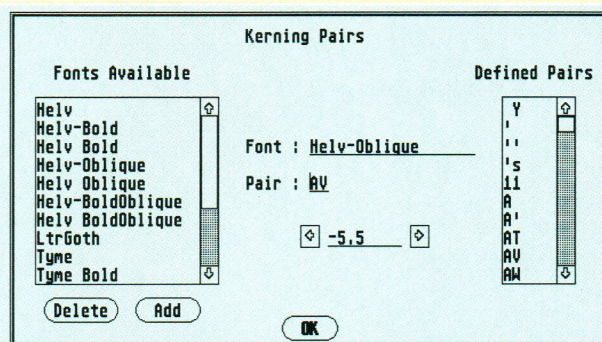 Kerning Pairs
Fonts Available
Helv
Helv-Bold
Helv Bold
Helv-Oblique
Helv Oblique
Helv-BoldOblique
Helv BoldOblique
LtrGoth
Tyme
Tyme Bold
Delete
Add
Font : Helv-Oblique
Pair : AV
-5.5
OK
Defined Pairs
Y
'
''
's
11
A
A'
AT
AV
AW